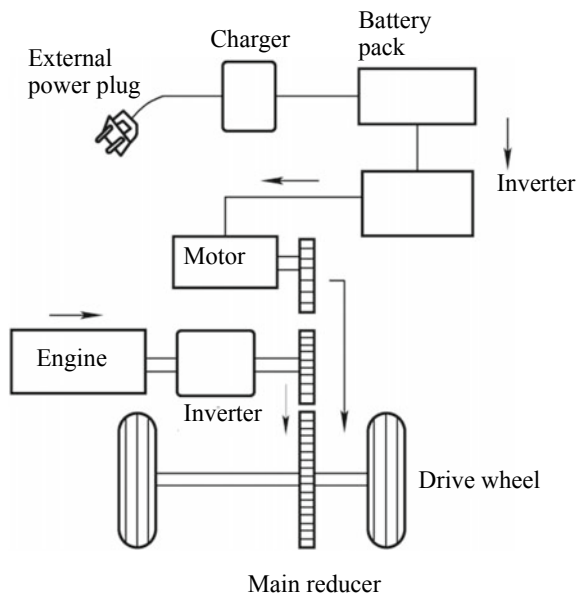 Charger
Battery
pack
External
power plug
Inverter
Motor
Engine
Inverter
Drive wheel
Main reducer